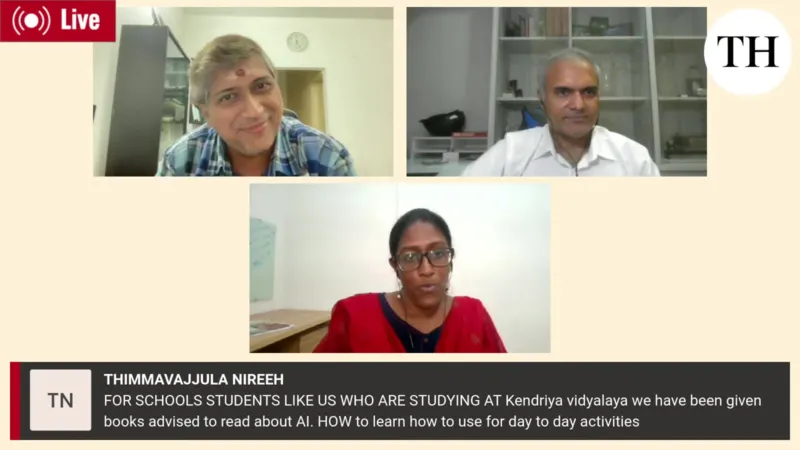 Live
TH
TN
THIMMAVAJJULA NIREEH
FOR SCHOOLS STUDENTS LIKE US WHO ARE STUDYING AT Kendriya vidyalaya we have been given
books advised to read about AI. HOW to learn how to use for day to day activities